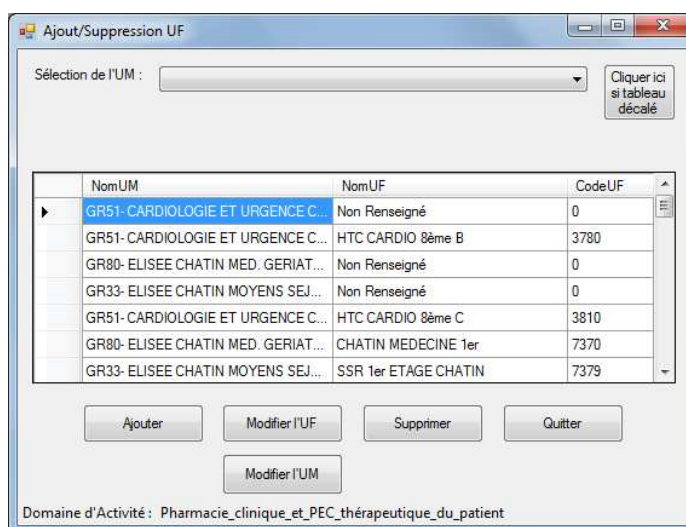 Ajout/Suppression UF
Sélection de l'UM :
Cliquer ici
si tableau
décalé
NomUM NomUF CodeUF
GR51- CARDIOLOGIE ET URGENCE C... Non Renseigné 0
GR51- CARDIOLOGIE ET URGENCE C... HTC CARDIO 8ème B 3780
GR80- ELISEE CHATIN MED. GERIAT... Non Renseigné 0
GR33- ELISEE CHATIN MOYENS SEJ... Non Renseigné 0
GR51- CARDIOLOGIE ET URGENCE C... HTC CARDIO 8ème C 3810
GR80- ELISEE CHATIN MED. GERIAT... CHATIN MEDECINE 1er 7370
GR33- ELISEE CHATIN MOYENS SEJ... SSR 1er ETAGE CHATIN 7379
Ajouter Modifier l'UF Supprimer Quitter
Modifier l'UM
Domaine d'Activité : Pharmacie_clinique_et_PEC_thérapeutique_du_patient